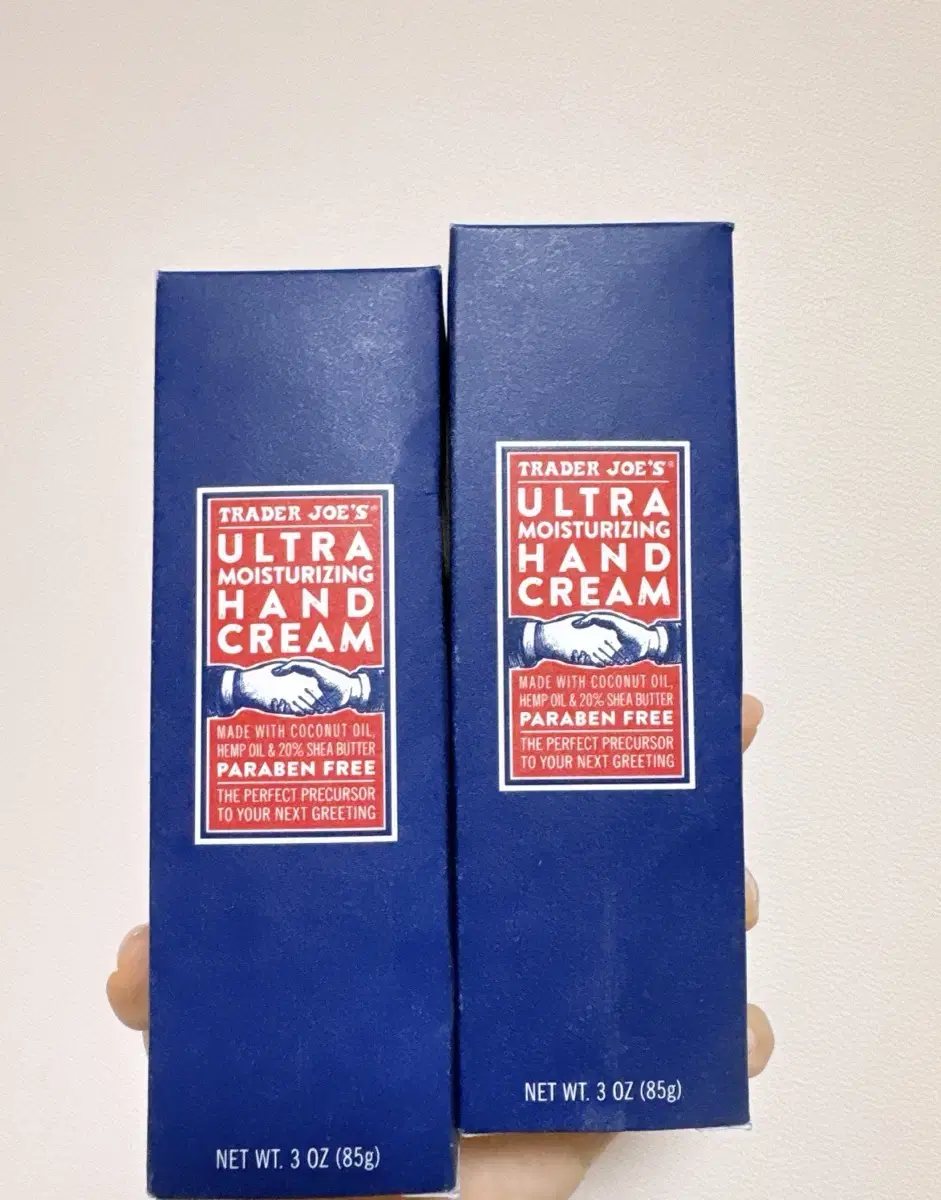 TRADER JOE'S
ULTRA
MOISTURIZING
HAND
CREAM
MADE WITH COCONUT OIL,
HEMP OIL & 20% SHEA BUTTER
PARABEN FREE
THE PERFECT PRECURSOR
TO YOUR NEXT GREETING
NET WT. 3 OZ (85g)
TRADER JOE'S®
ULTRA
MOISTURIZING
HAND
CREAM
MADE WITH COCONUT OIL,
HEMP OIL & 20% SHEA BUTTER
PARABEN FREE
THE PERFECT PRECURSOR
TO YOUR NEXT GREETING
NET WT. 3 OZ (85g)